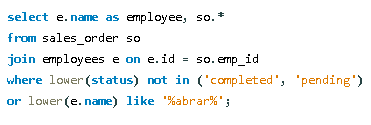 select e.name as employee, so.*
from sales_order so
join employees e on e.id = so.emp_id
where lower(status) not in ('completed', 'pending')
or lower(e.name) like '%abrar%';